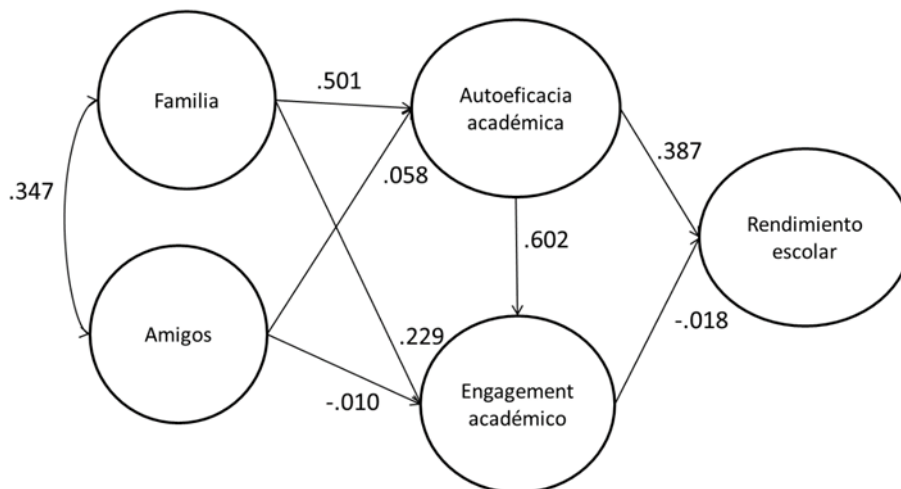 .501
Familia
Autoeficacia
académica
.387
.058
.347
.602
Rendimiento
escolar
Amigos
.229
-.018
-.010
Engagement
académico